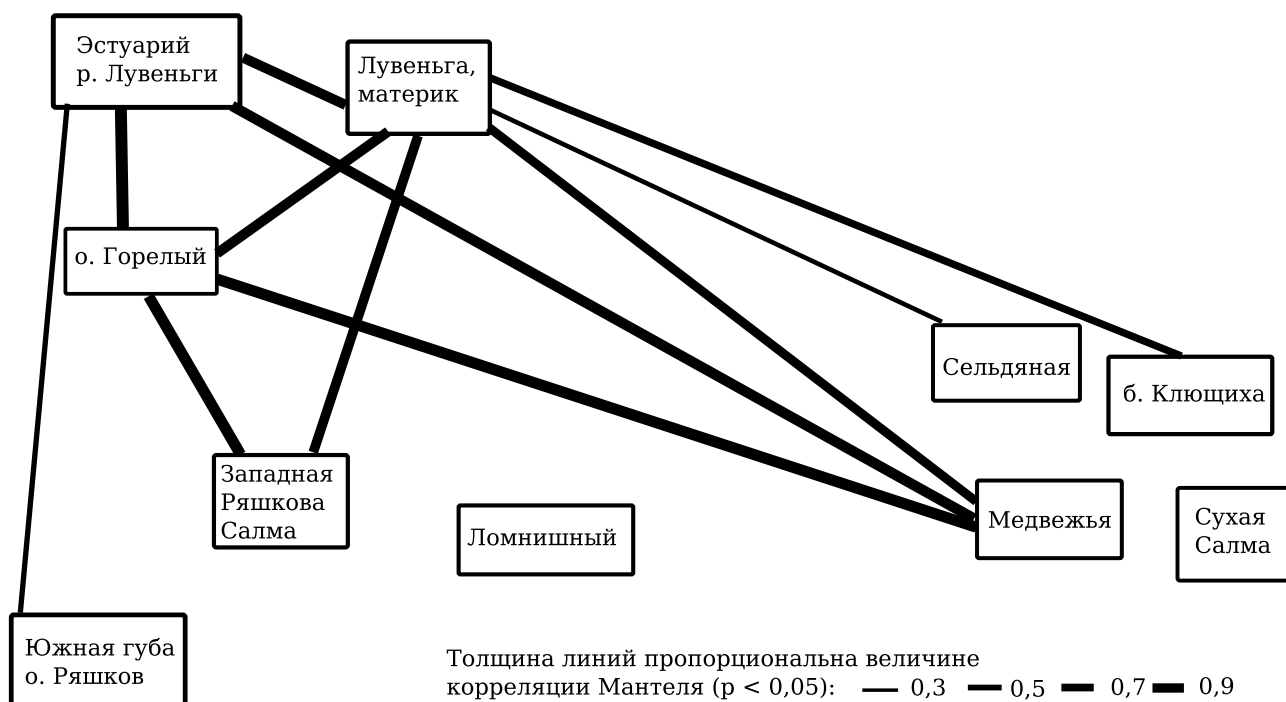 Эстуарий
р. Лувеньги
Лувеньга,
материк
о. Горелый
Сельдяная
б. Клющиха
Западная
Ряшкова
Салма
Ломнишный
Медвежья
Сухая
Салма
Южная губа
о. Ряшков
Толщина линий пропорциональна величине
корреляции Мантеля (p < 0,05): 0,3 0,5 0,7 0,9